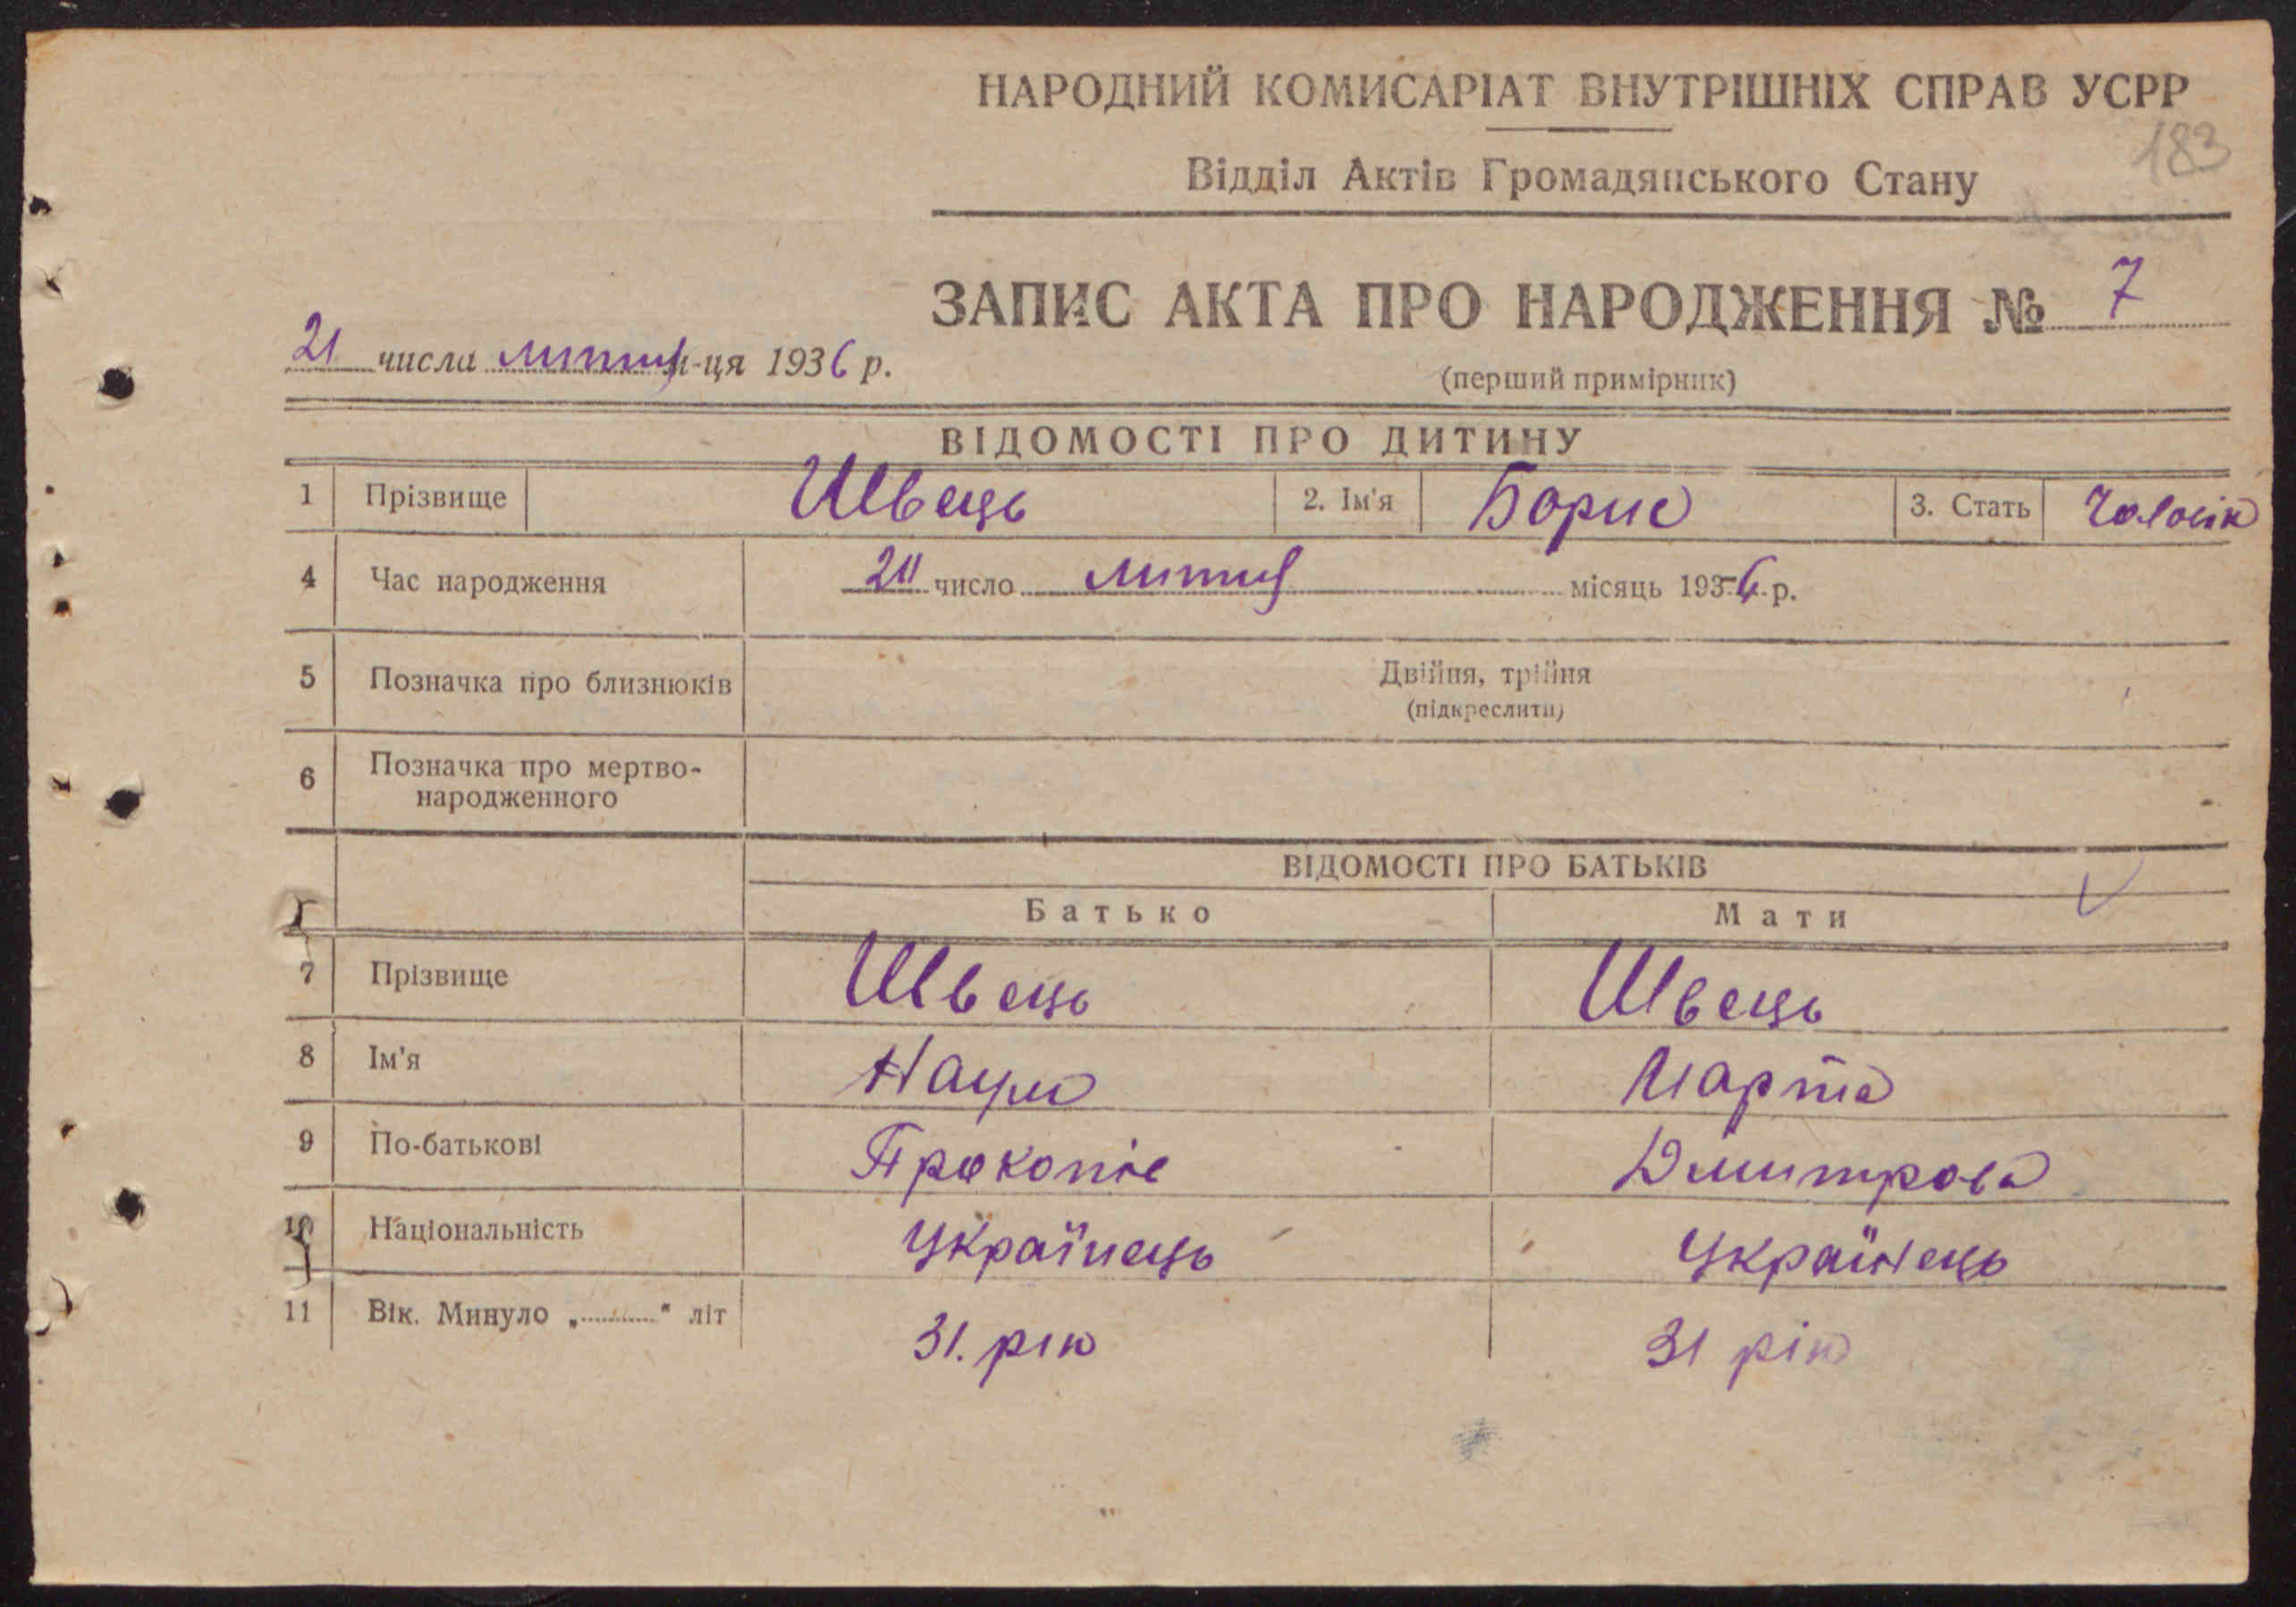 НАРОДНИЙ КОМИСАРІАТ ВНУТРІШНІХ СПРАВ УСРР
183
Відділ Актів Громадянського Стану
ЗАПИС АКТА ПРО НАРОДЖЕННЯ № 7
21 числа лютня м-ця 1936 р.
(перший примірник)
ВІДОМОСТІ ПРО ДИТИНУ
1 Прізвище Швець 2. Ім'я Борис 3. Стать Чоловік
4 Час народження число лютня місяць 1936 р.
5 Позначка про близнюків Двійня, трійня
(підкреслити)
6 Позначка про мертво-
народженного
ВІДОМОСТІ ПРО БАТЬКІВ
Батько Мати
7 Прізвище Швець Швець
8 Ім'я Наум Марта
9 По-батькові Прокопів Дмитрова
10 Національність Українець Українець
11 Вік. Минуло „ “ літ 31. рік 31 рік